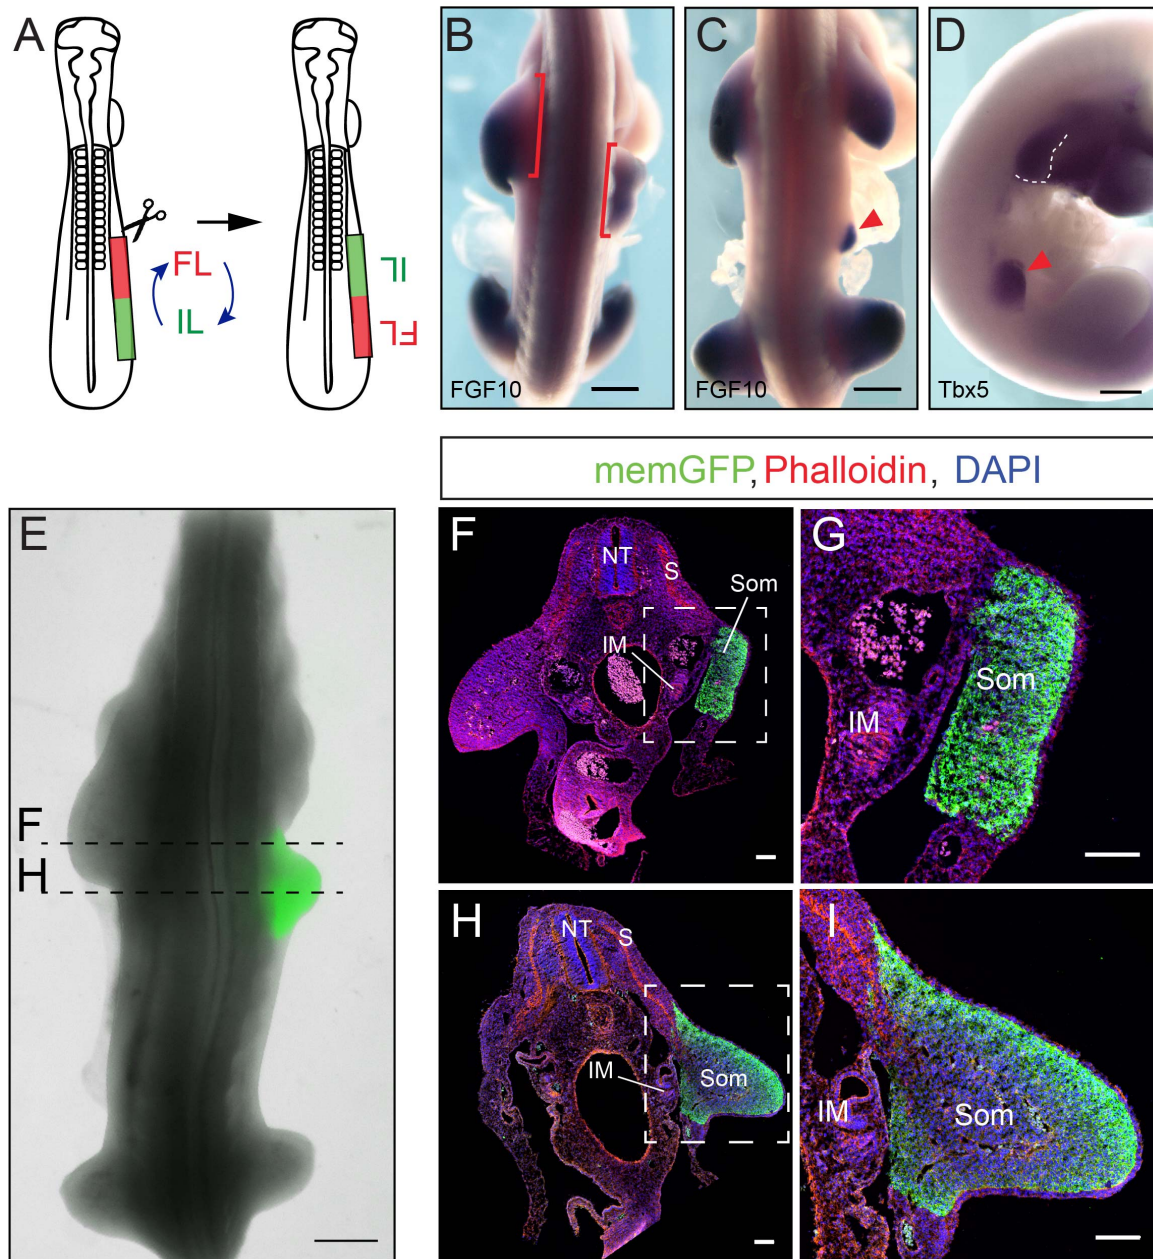 A
FL
IL
IL
FL
B
FGF10
C
FGF10
D
Tbx5
memGFP, Phalloidin, DAPI
E
F
H
F
NT
S
Som
IM
G
Som
IM
H
NT
S
IM
Som
I
IM
Som